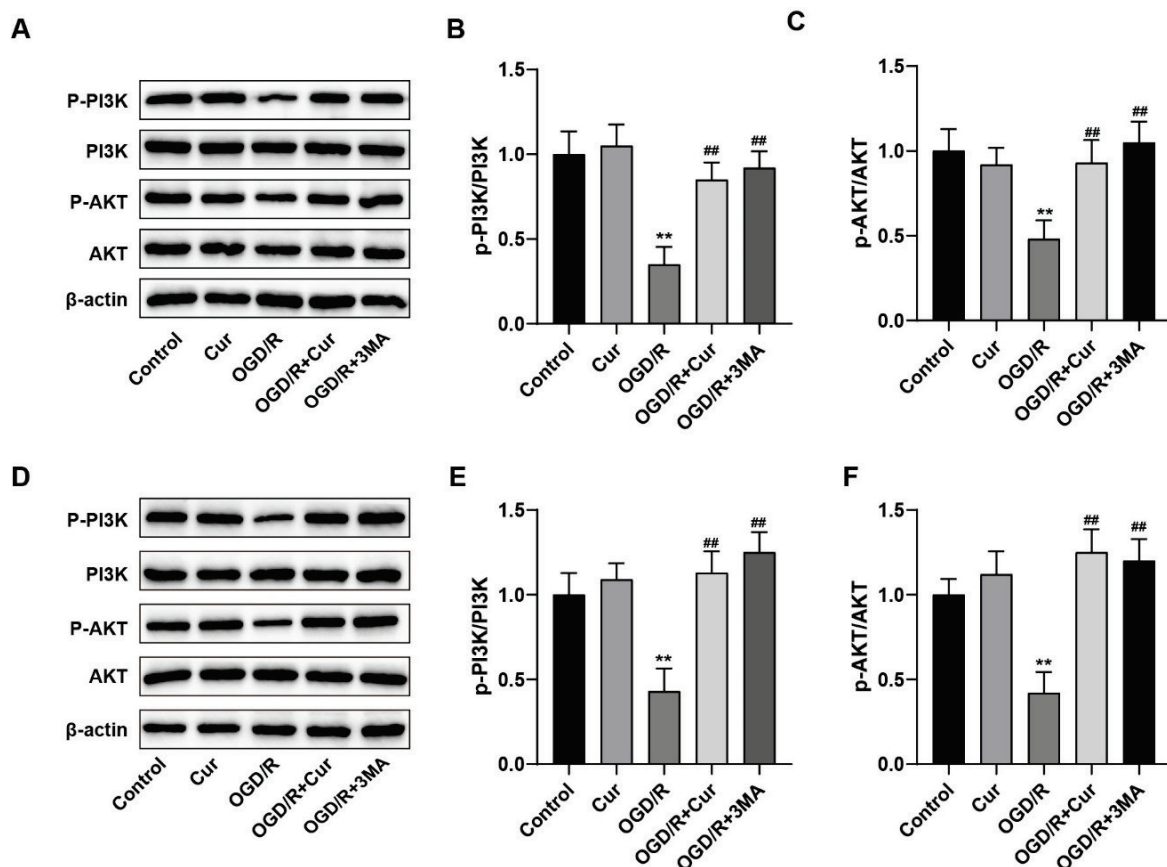 A
P-PI3K
PI3K
P-AKT
AKT
β-actin
Control
Cur
OGD/R
OGD/R+Cur
OGD/R+3MA
B
p-PI3K/PI3K
1.5
1.0
0.5
0.0
**
##
##
Control
Cur
OGD/R
OGD/R+Cur
OGD/R+3MA
C
p-AKT/AKT
1.5
1.0
0.5
0.0
**
##
##
Control
Cur
OGD/R
OGD/R+Cur
OGD/R+3MA
D
P-PI3K
PI3K
P-AKT
AKT
β-actin
Control
Cur
OGD/R
OGD/R+Cur
OGD/R+3MA
E
p-PI3K/PI3K
1.5
1.0
0.5
0.0
**
##
##
Control
Cur
OGD/R
OGD/R+Cur
OGD/R+3MA
F
p-AKT/AKT
1.5
1.0
0.5
0.0
**
##
##
Control
Cur
OGD/R
OGD/R+Cur
OGD/R+3MA